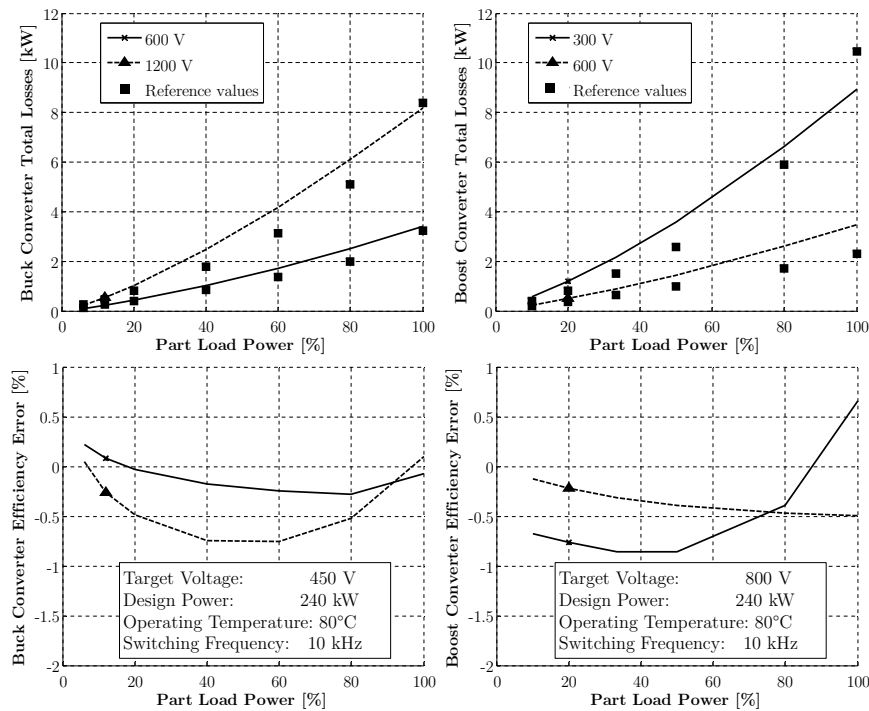 Buck Converter Total Losses [kW]
12
10
8
6
4
2
0
600 V
1200 V
Reference values
0 20 40 60 80 100
Part Load Power [%]
Boost Converter Total Losses [kW]
12
10
8
6
4
2
0
300 V
600 V
Reference values
0 20 40 60 80 100
Part Load Power [%]
Buck Converter Efficiency Error [%]
1
0.5
0
-0.5
-1
-1.5
-2
Target Voltage: 450 V
Design Power: 240 kW
Operating Temperature: 80°C
Switching Frequency: 10 kHz
0 20 40 60 80 100
Part Load Power [%]
Boost Converter Efficiency Error [%]
1
0.5
0
-0.5
-1
-1.5
-2
Target Voltage: 800 V
Design Power: 240 kW
Operating Temperature: 80°C
Switching Frequency: 10 kHz
0 20 40 60 80 100
Part Load Power [%]